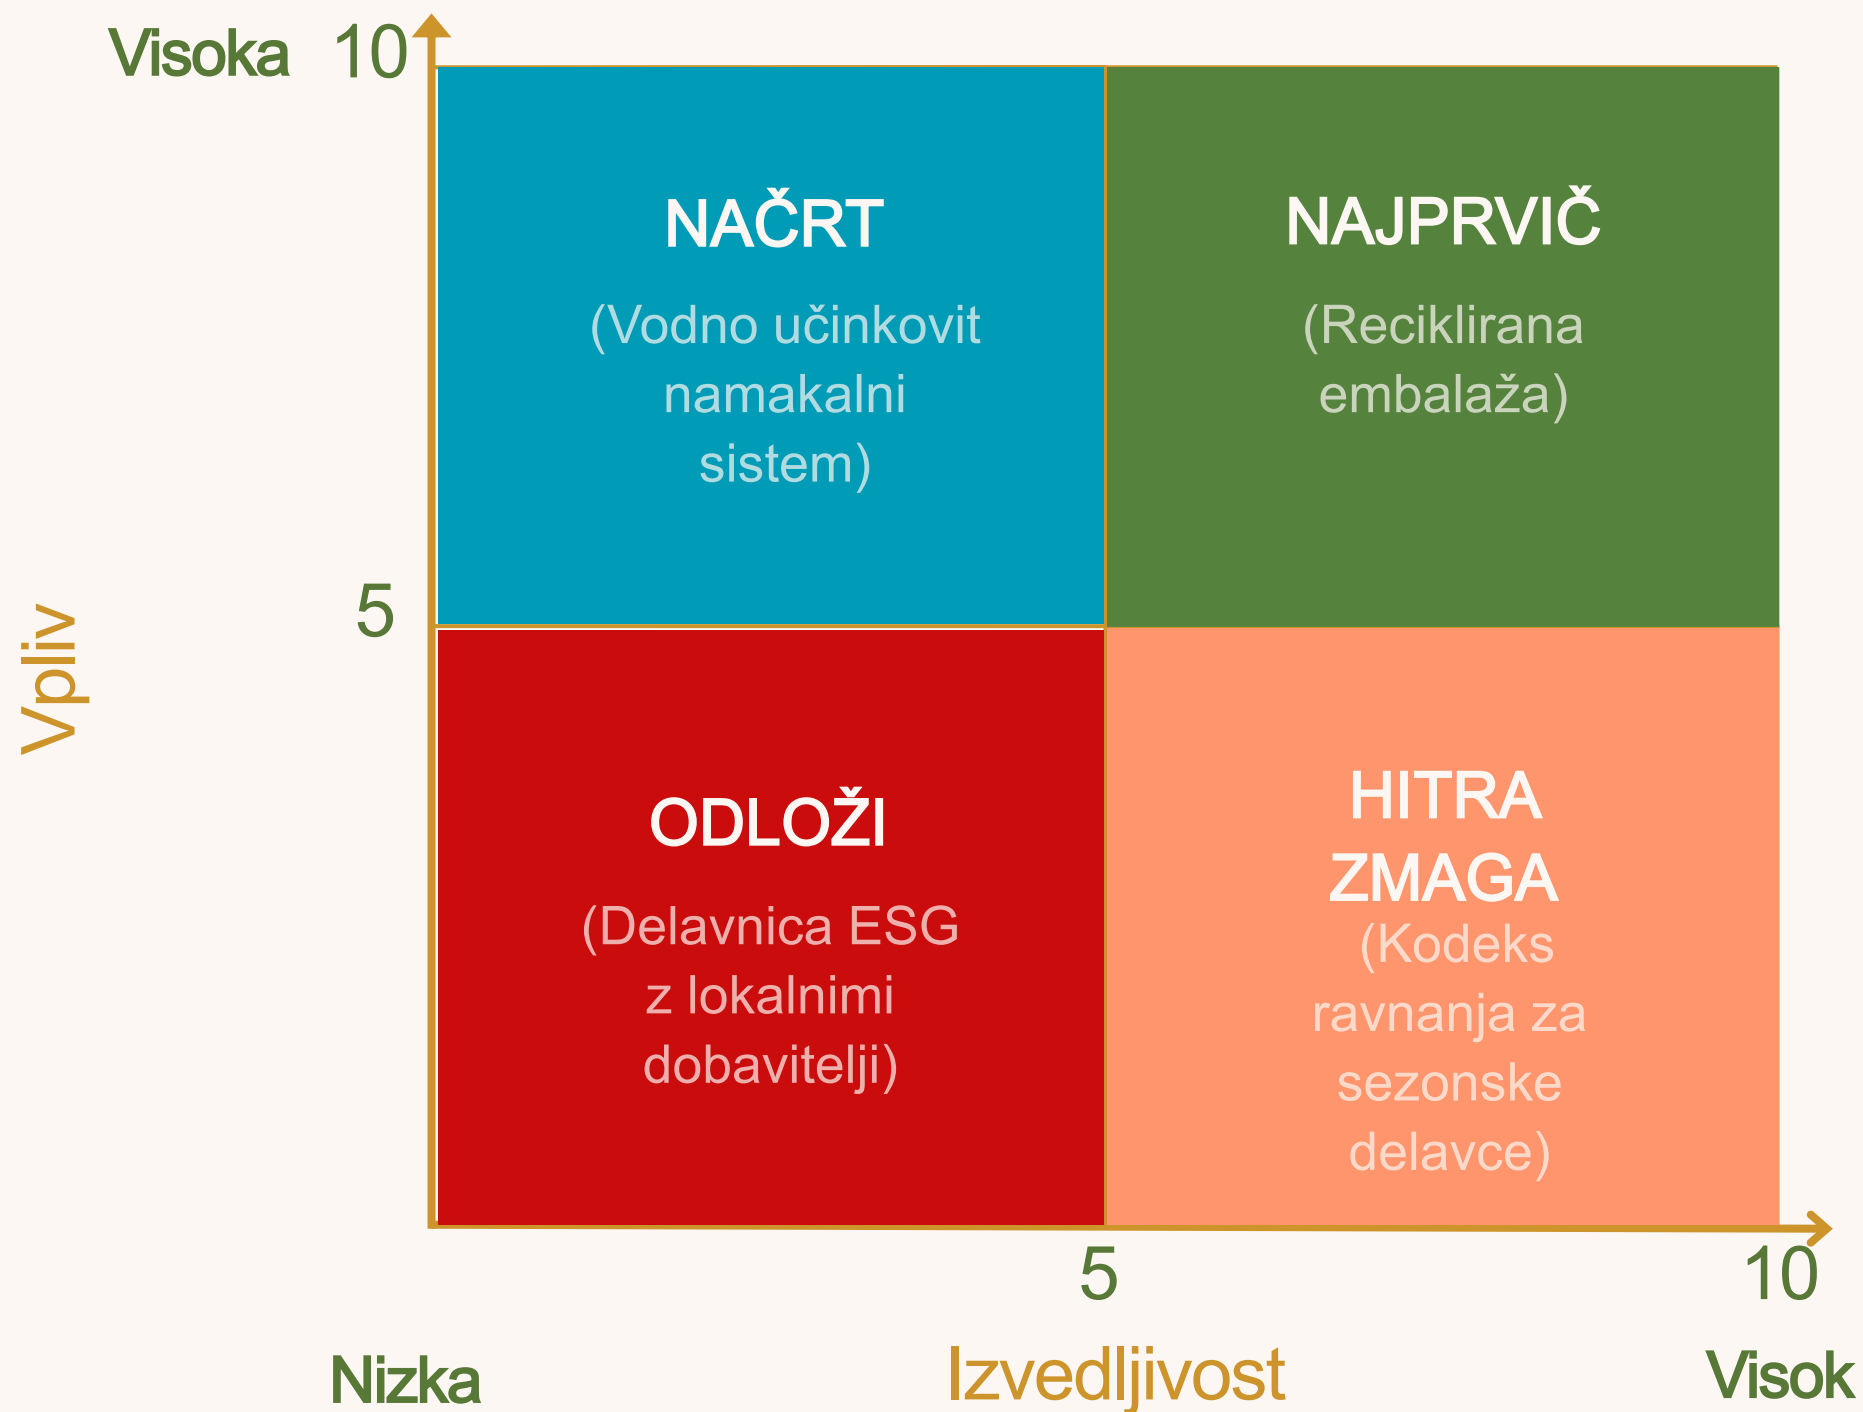 Visoka 10
NAČRT
(Vodno učinkovit
namakalni
sistem)
NAJPRVIČ
(Reciklirana
embalaža)
5
Vpliv
ODLOŽI
(Delavnica ESG
z lokalnimi
dobavitelji)
HITRA
ZMAGA
(Kodeks
ravnanja za
sezonske
delavce)
5
10
Nizka
Izvedljivost
Visok